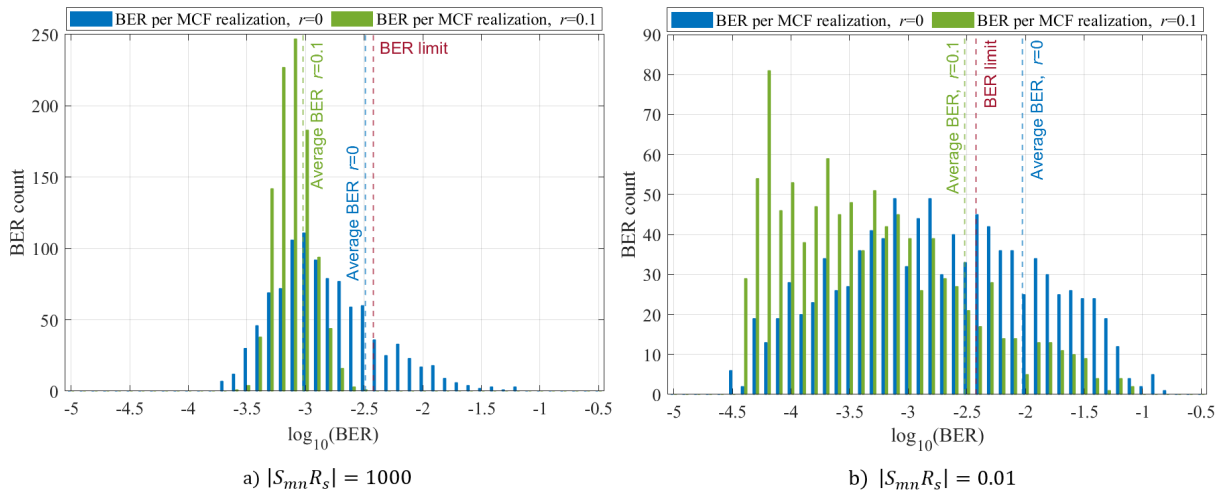 BER per MCF realization, r=0
BER per MCF realization, r=0.1
250
200
150
100
50
0
BER count
-5
-4.5
-4
-3.5
-3
-2.5
-2
-1.5
-1
-0.5
log10(BER)
Average BER r=0.1
Average BER r=0
BER limit
a) |SmnRs| = 1000
BER per MCF realization, r=0
BER per MCF realization, r=0.1
90
80
70
60
50
40
30
20
10
0
BER count
-5
-4.5
-4
-3.5
-3
-2.5
-2
-1.5
-1
-0.5
log10(BER)
Average BER, r=0.1
BER limit
Average BER, r=0
b) |SmnRs| = 0.01